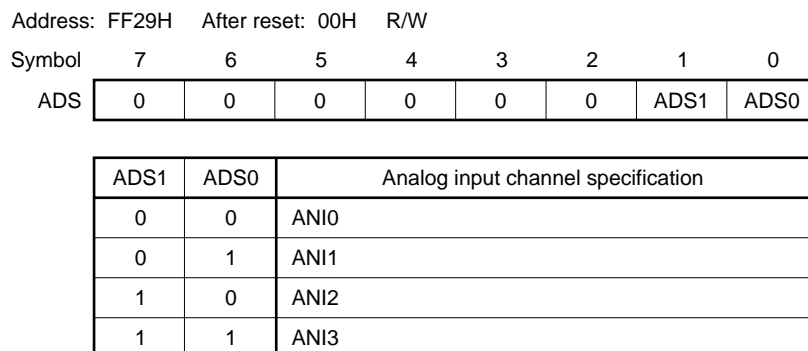 Address: FF29H After reset: 00H R/W
Symbol 7 6 5 4 3 2 1 0
ADS 0 0 0 0 0 0 ADS1 ADS0
ADS1 ADS0 Analog input channel specification
0 0 ANI0
0 1 ANI1
1 0 ANI2
1 1 ANI3